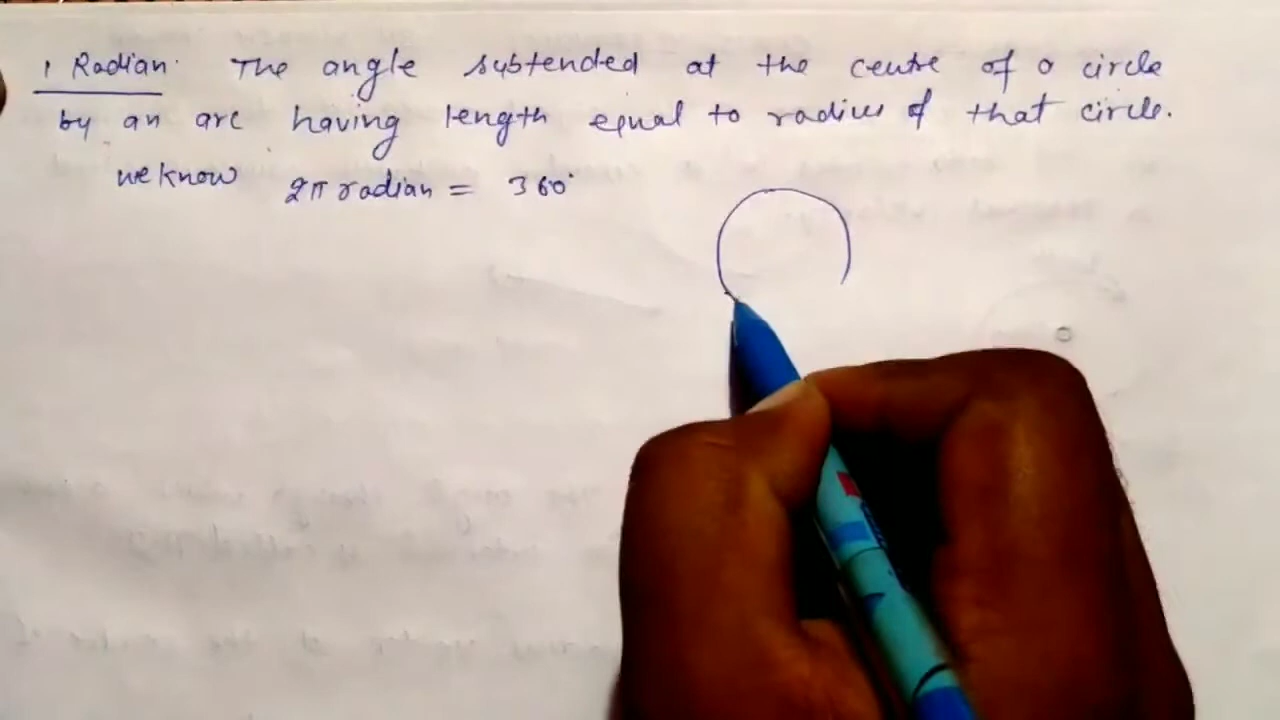 1 Radian. The angle subtended at the centre of a circle
by an arc having length equal to radius of that circle.
we know 2π radian = 360°